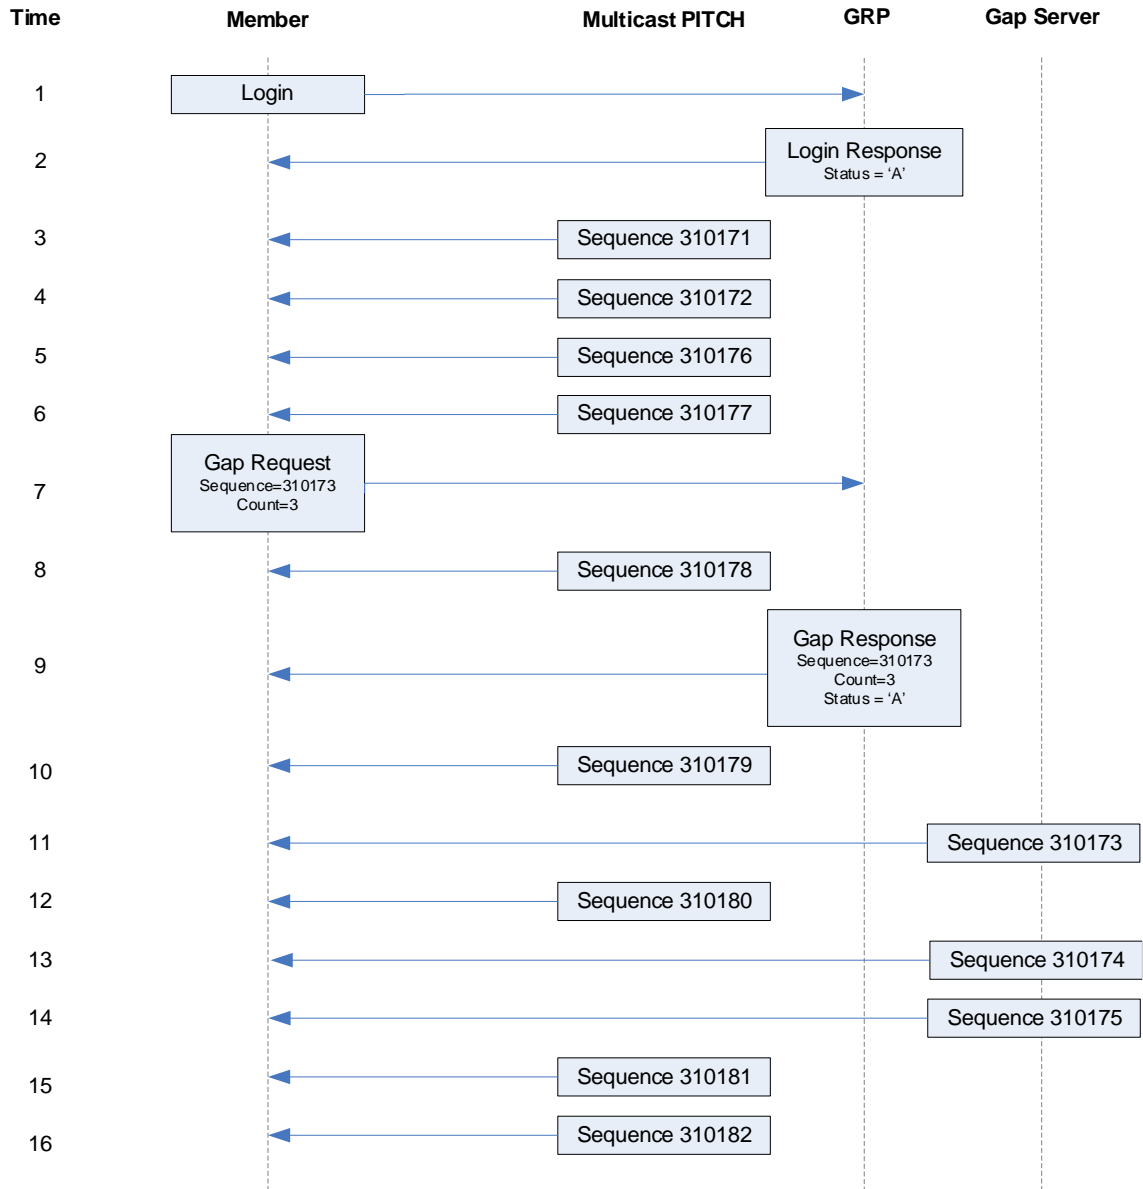 Time Member Multicast PITCH GRP Gap Server
1 Login
2 Login Response
Status = ‘A’
3 Sequence 310171
4 Sequence 310172
5 Sequence 310176
6 Sequence 310177
7 Gap Request
Sequence=310173
Count=3
8 Sequence 310178
9 Gap Response
Sequence=310173
Count=3
Status = ‘A’
10 Sequence 310179
11 Sequence 310173
12 Sequence 310180
13 Sequence 310174
14 Sequence 310175
15 Sequence 310181
16 Sequence 310182